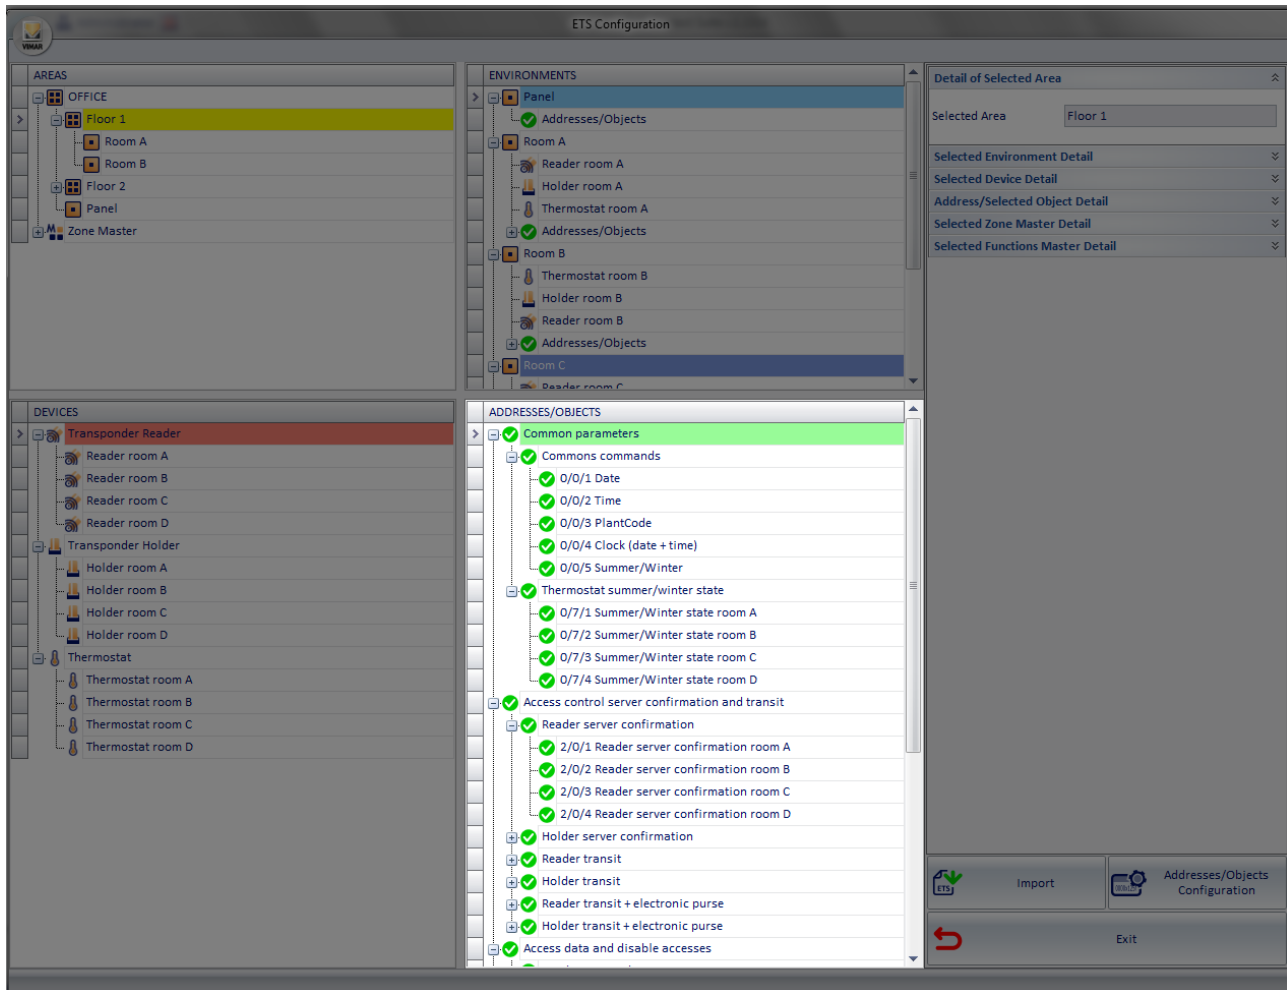 ETS Configuration
VIMAR
AREAS
OFFICE
Floor 1
Room A
Room B
Floor 2
Panel
Zone Master
ENVIRONMENTS
Panel
Addresses/Objects
Room A
Reader room A
Holder room A
Thermostat room A
Addresses/Objects
Room B
Thermostat room B
Holder room B
Reader room B
Addresses/Objects
Room C
Reader room C
Detail of Selected Area
Selected Area
Floor 1
Selected Environment Detail
Selected Device Detail
Address/Selected Object Detail
Selected Zone Master Detail
Selected Functions Master Detail
DEVICES
Transponder Reader
Reader room A
Reader room B
Reader room C
Reader room D
Transponder Holder
Holder room A
Holder room B
Holder room C
Holder room D
Thermostat
Thermostat room A
Thermostat room B
Thermostat room C
Thermostat room D
ADDRESSES/OBJECTS
Common parameters
Commons commands
0/0/1 Date
0/0/2 Time
0/0/3 PlantCode
0/0/4 Clock (date + time)
0/0/5 Summer/Winter
Thermostat summer/winter state
0/7/1 Summer/Winter state room A
0/7/2 Summer/Winter state room B
0/7/3 Summer/Winter state room C
0/7/4 Summer/Winter state room D
Access control server confirmation and transit
Reader server confirmation
2/0/1 Reader server confirmation room A
2/0/2 Reader server confirmation room B
2/0/3 Reader server confirmation room C
2/0/4 Reader server confirmation room D
Holder server confirmation
Reader transit
Holder transit
Reader transit + electronic purse
Holder transit + electronic purse
Access data and disable accesses
ETS
Import
Addresses/Objects
Configuration
Exit